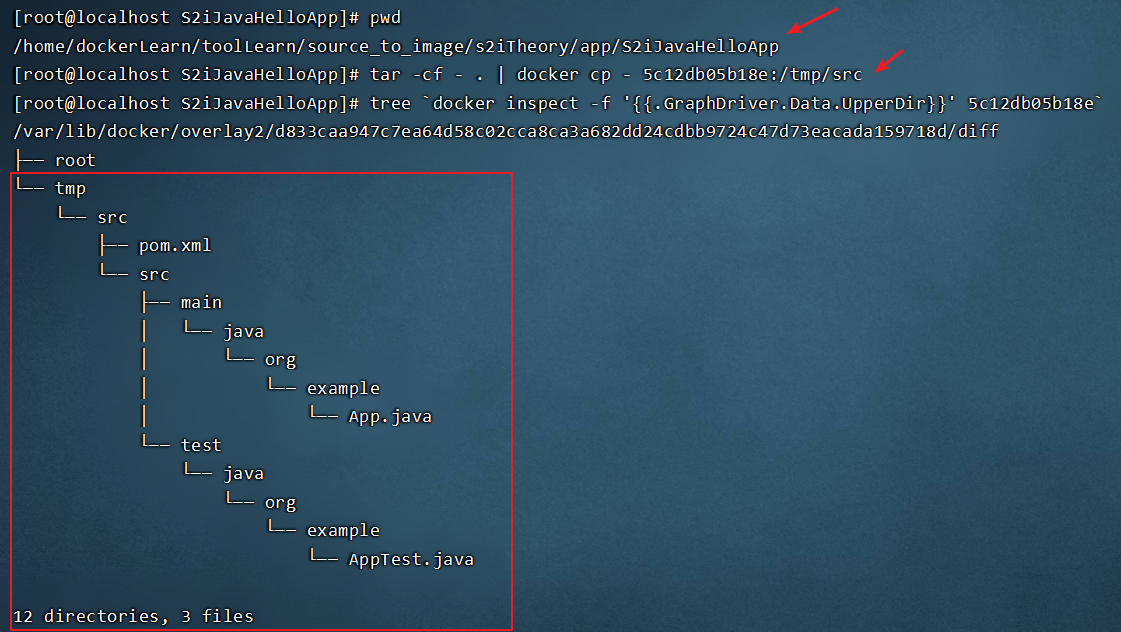 [root@localhost S2iJavaHelloApp]# pwd
/home/dockerLearn/toolLearn/source_to_image/s2iTheory/app/S2iJavaHelloApp
[root@localhost S2iJavaHelloApp]# tar -cf - . | docker cp - 5c12db05b18e:/tmp/src
[root@localhost S2iJavaHelloApp]# tree `docker inspect -f '{{.GraphDriver.Data.UpperDir}}' 5c12db05b18e`
/var/lib/docker/overlay2/d833caa947c7ea64d58c02cca8ca3a682dd24cdbb9724c47d73eacada159718d/diff
├── root
└── tmp
    └── src
        ├── pom.xml
        └── src
            ├── main
            │   └── java
            │       └── org
            │           └── example
            │               └── App.java
            └── test
                └── java
                    └── org
                        └── example
                            └── AppTest.java
12 directories, 3 files